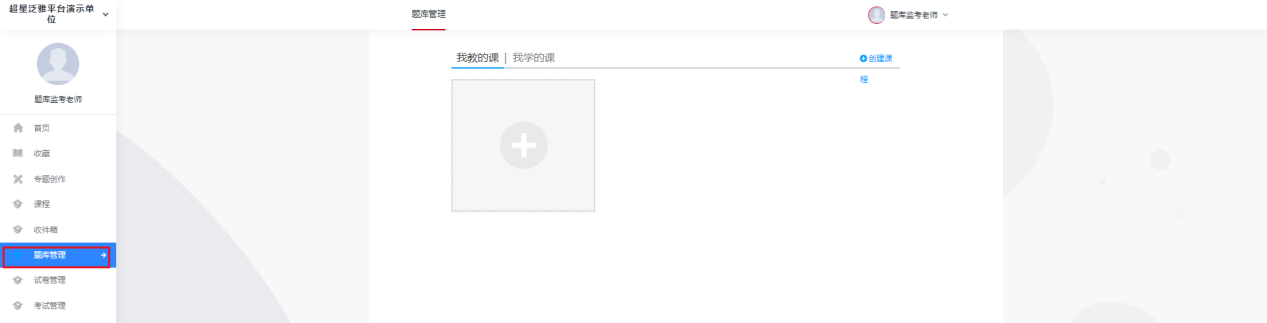 超星泛雅平台演示单
位
题库管理
题库监考老师
我教的课 | 我学的课
创建课
程
题库监考老师
首页
收藏
专题创作
课程
收件箱
题库管理
试卷管理
考试管理